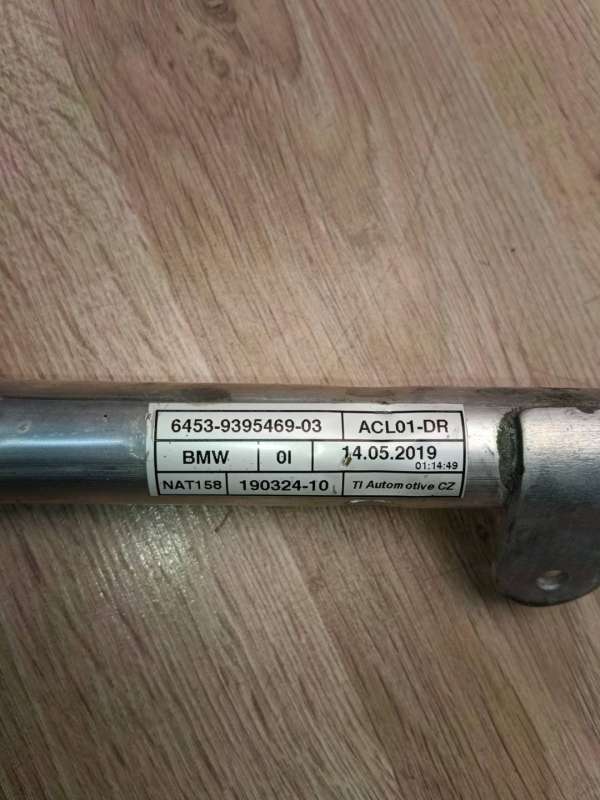 6453-9395469-03 ACL01-DR
BMW 0I 14.05.2019
01:14:49
NAT158 190324-10 TI Automotive CZ